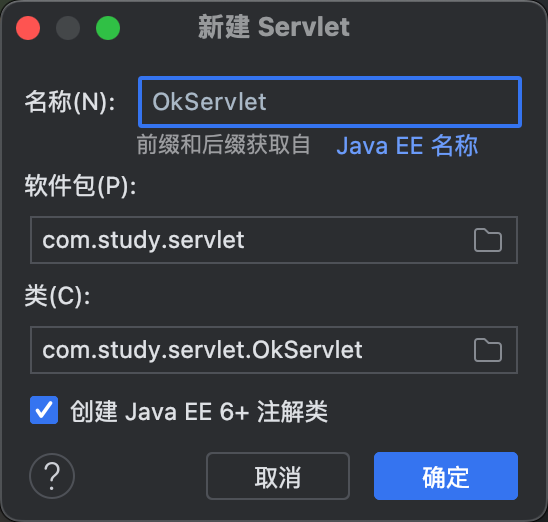 新建 Servlet
名称(N): OkServlet
前缀和后缀获取自 Java EE 名称
软件包(P):
com.study.servlet
类(C):
com.study.servlet.OkServlet
创建 Java EE 6+ 注解类
? 取消 确定